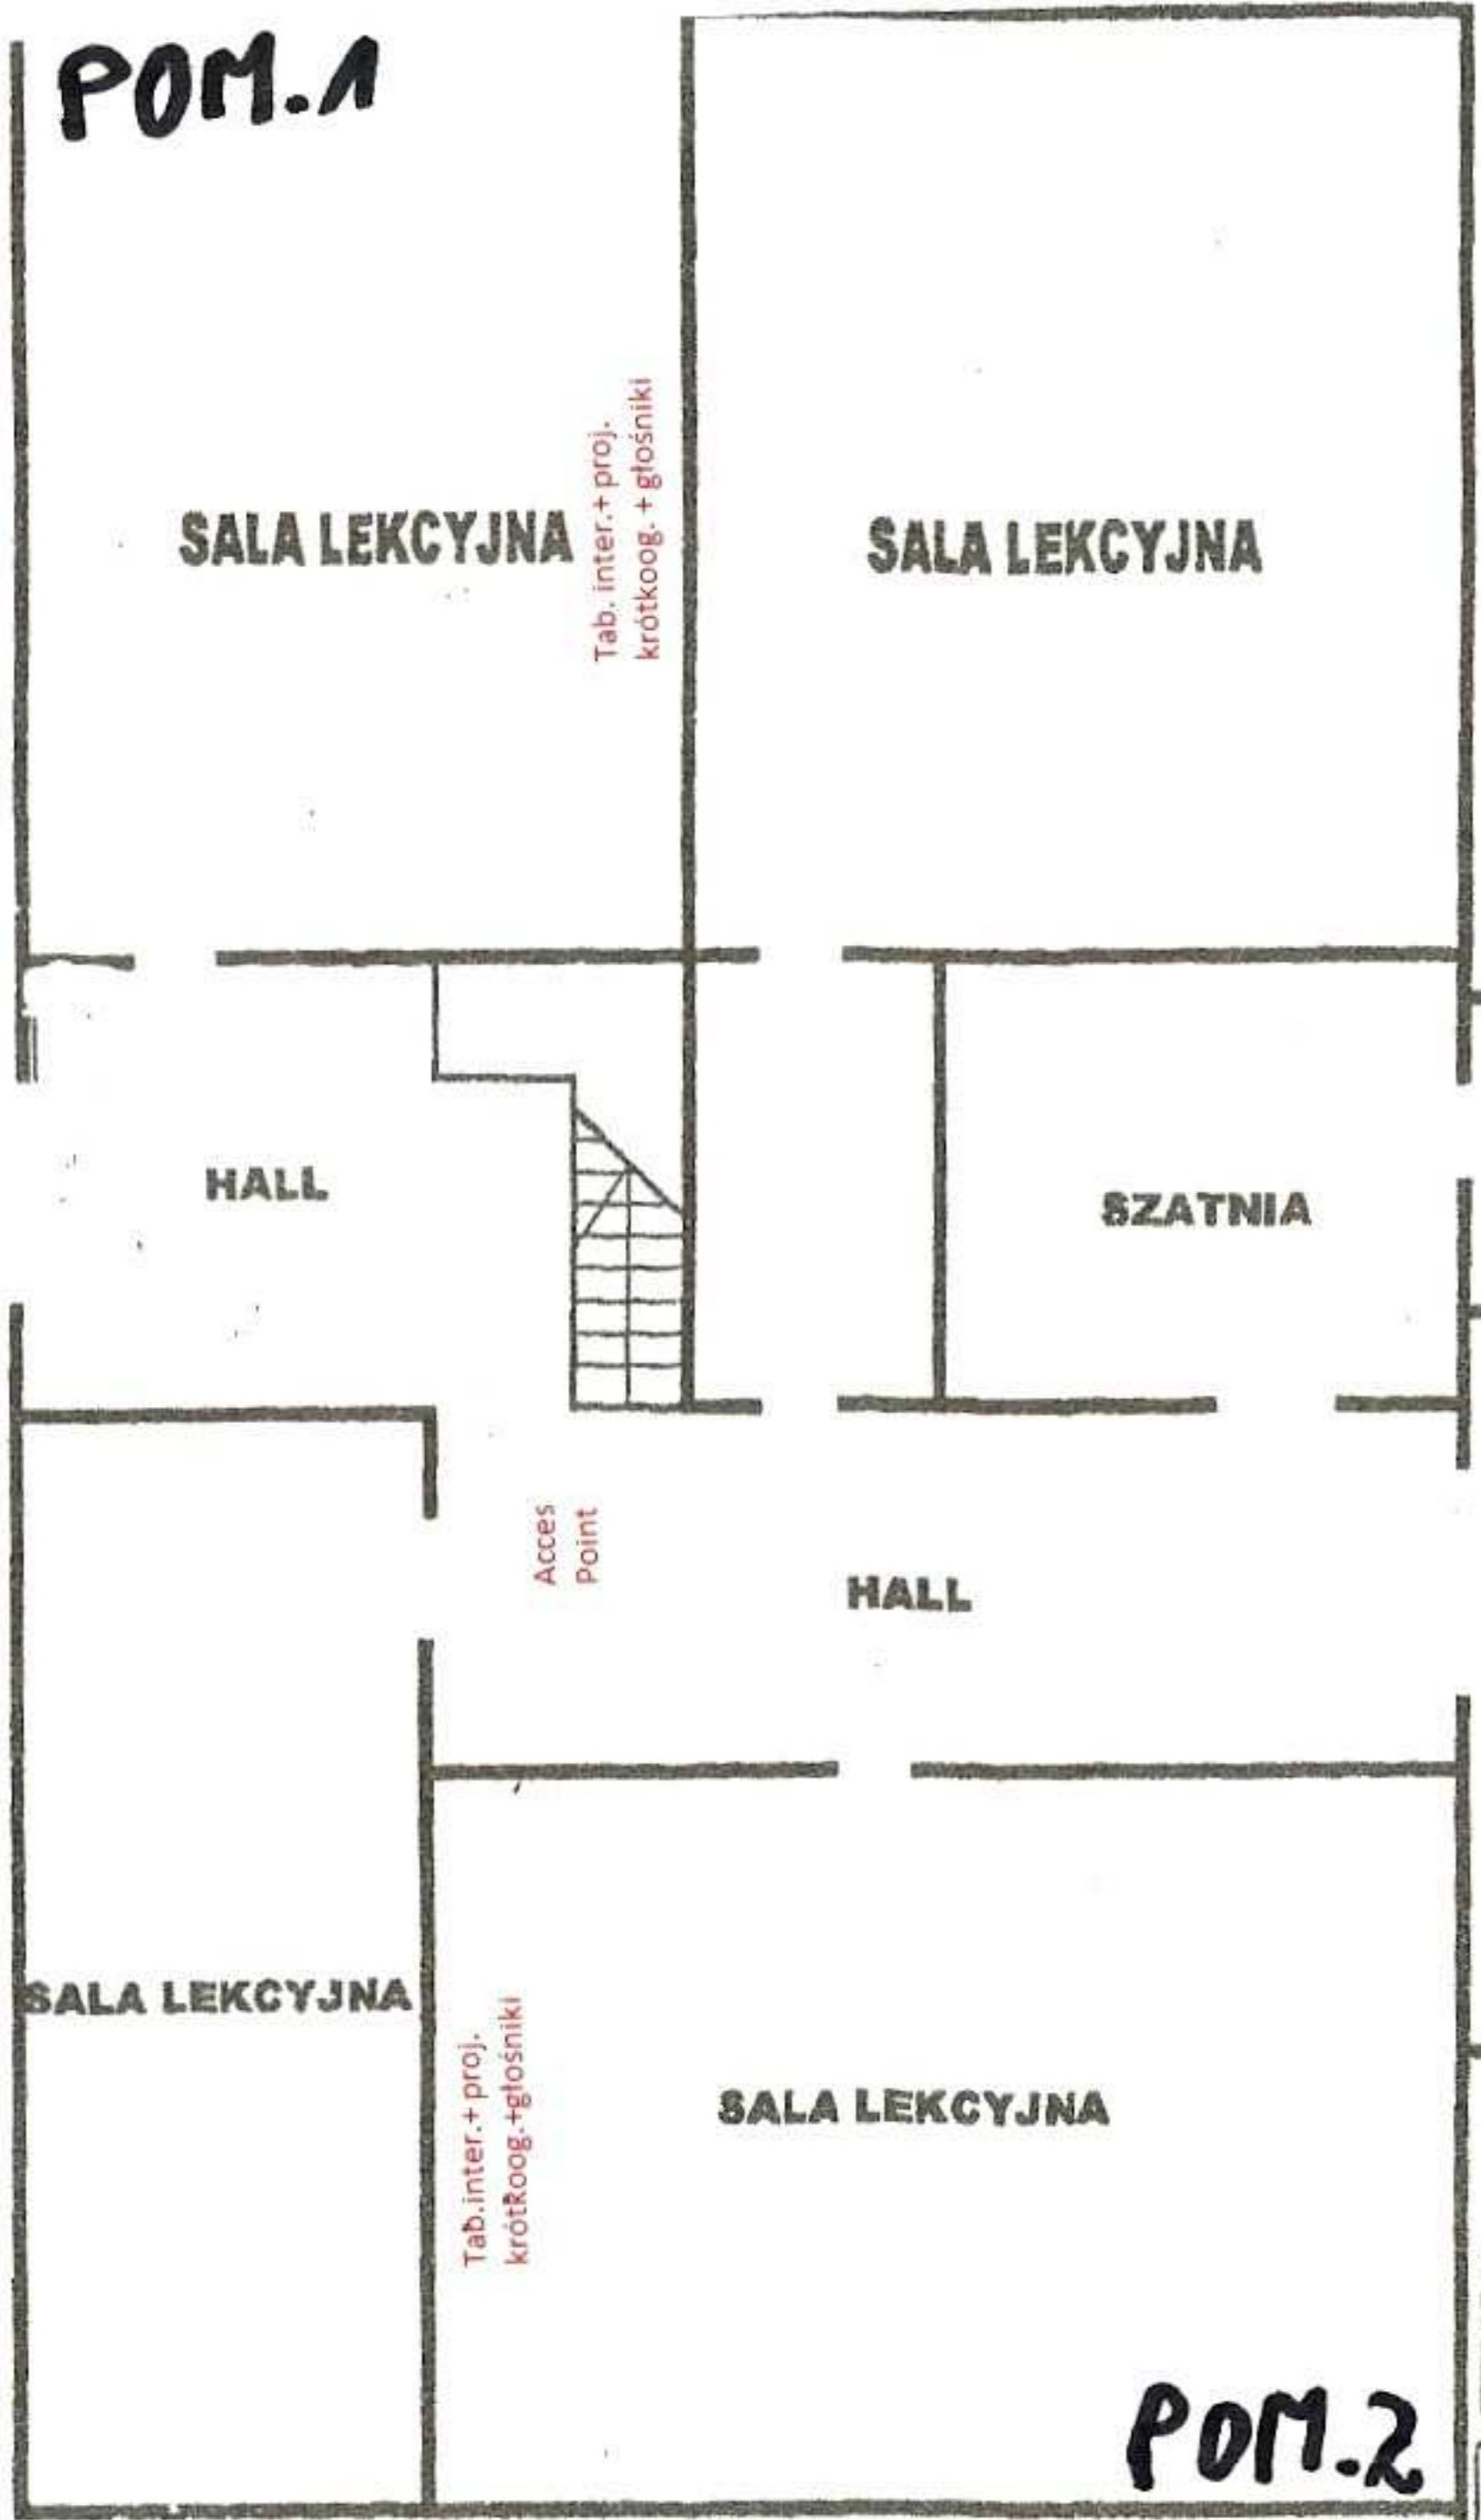 POM.1
SALA LEKCYJNA
Tab. inter.+ proj.
krótkoog. + głośniki
SALA LEKCYJNA
HALL
SZATNIA
Acces
Point
HALL
SALA LEKCYJNA
Tab.inter.+ proj.
krótkoog.+głośniki
SALA LEKCYJNA
POM.2